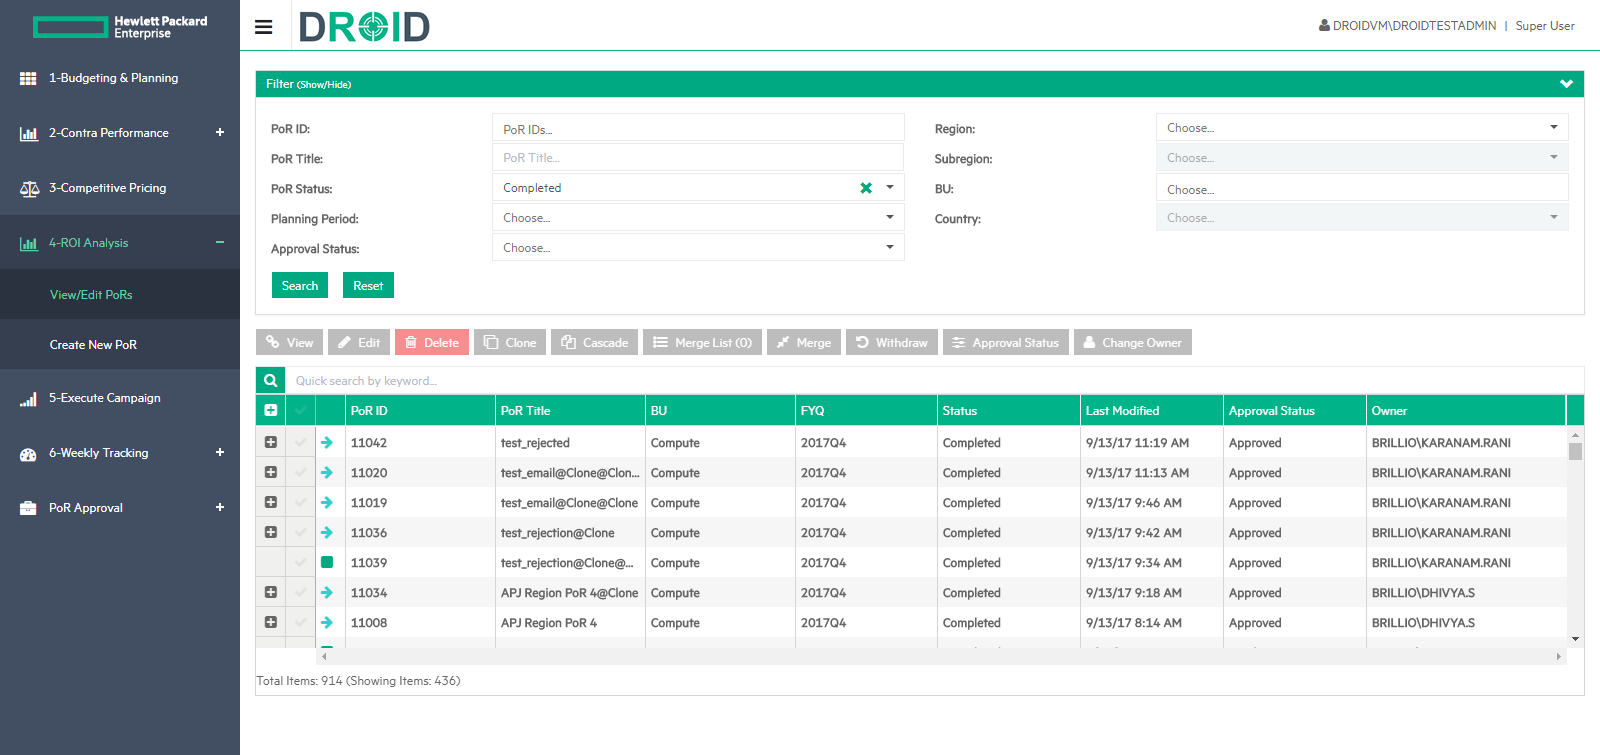 Hewlett Packard
Enterprise
DROID
DROIDVM\DROIDTESTADMIN | Super User
1-Budgeting & Planning
2-Contra Performance
3-Competitive Pricing
4-ROI Analysis
View/Edit PoRs
Create New PoR
5-Execute Campaign
6-Weekly Tracking
PoR Approval
Filter (Show/Hide)
PoR ID: PoR IDs...
PoR Title: PoR Title...
PoR Status: Completed
Planning Period: Choose...
Approval Status: Choose...
Region: Choose...
Subregion: Choose...
BU: Choose...
Country: Choose...
Search Reset
View Edit Delete Clone Cascade Merge List (0) Merge Withdraw Approval Status Change Owner
Quick search by keyword...
PoR ID PoR Title BU FYQ Status Last Modified Approval Status Owner
11042 test_rejected Compute 2017Q4 Completed 9/13/17 11:19 AM Approved BRILLIO\KARANAM.RANI
11020 test_email@Clone@Clon... Compute 2017Q4 Completed 9/13/17 11:13 AM Approved BRILLIO\KARANAM.RANI
11019 test_email@Clone@Clone Compute 2017Q4 Completed 9/13/17 9:46 AM Approved BRILLIO\KARANAM.RANI
11036 test_rejection@Clone Compute 2017Q4 Completed 9/13/17 9:42 AM Approved BRILLIO\KARANAM.RANI
11039 test_rejection@Clone@... Compute 2017Q4 Completed 9/13/17 9:34 AM Approved BRILLIO\KARANAM.RANI
11034 APJ Region PoR 4@Clone Compute 2017Q4 Completed 9/13/17 9:18 AM Approved BRILLIO\DHIVYA.S
11008 APJ Region PoR 4 Compute 2017Q4 Completed 9/13/17 8:14 AM Approved BRILLIO\DHIVYA.S
Total Items: 914 (Showing Items: 436)